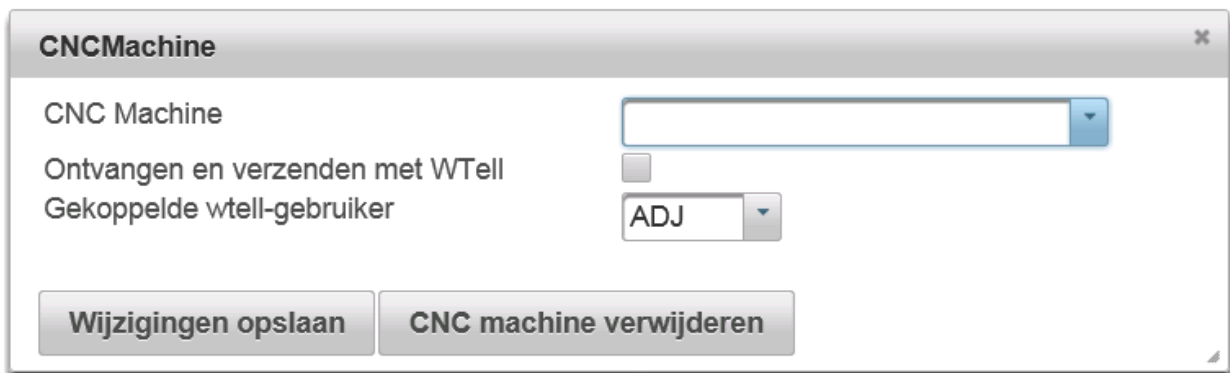 CNCMachine
CNC Machine
Ontvangen en verzenden met WTell
Gekoppelde wtell-gebruiker
ADJ
Wijzigingen opslaan
CNC machine verwijderen